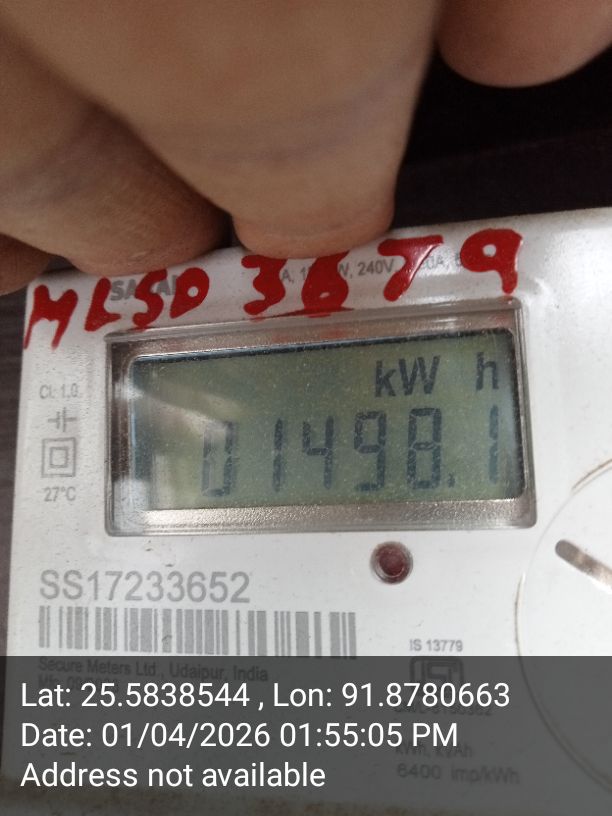 MLSD 3679
kW h
01498.1
Cl. 1.0
27°C
SS17233652
IS 13779
Secure Meters Ltd., Udaipur, India
Lat: 25.5838544 , Lon: 91.8780663
Date: 01/04/2026 01:55:05 PM
Address not available
6400 imp/kWh